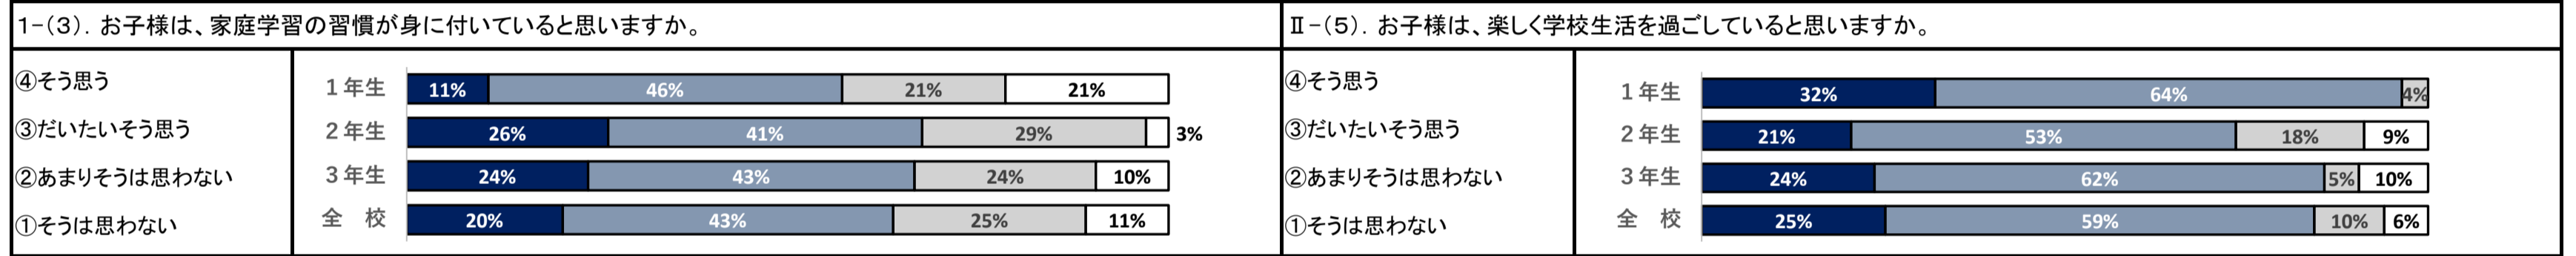 1-(3). お子様は、家庭学習の習慣が身に付いていると思いますか。
④そう思う
③だいたいそう思う
②あまりそうは思わない
①そうは思わない
1年生 11% 46% 21% 21%
2年生 26% 41% 29% 3%
3年生 24% 43% 24% 10%
全 校 20% 43% 25% 11%
Ⅱ-(5). お子様は、楽しく学校生活を過ごしていると思いますか。
④そう思う
③だいたいそう思う
②あまりそうは思わない
①そうは思わない
1年生 32% 64% 4%
2年生 21% 53% 18% 9%
3年生 24% 62% 5% 10%
全 校 25% 59% 10% 6%